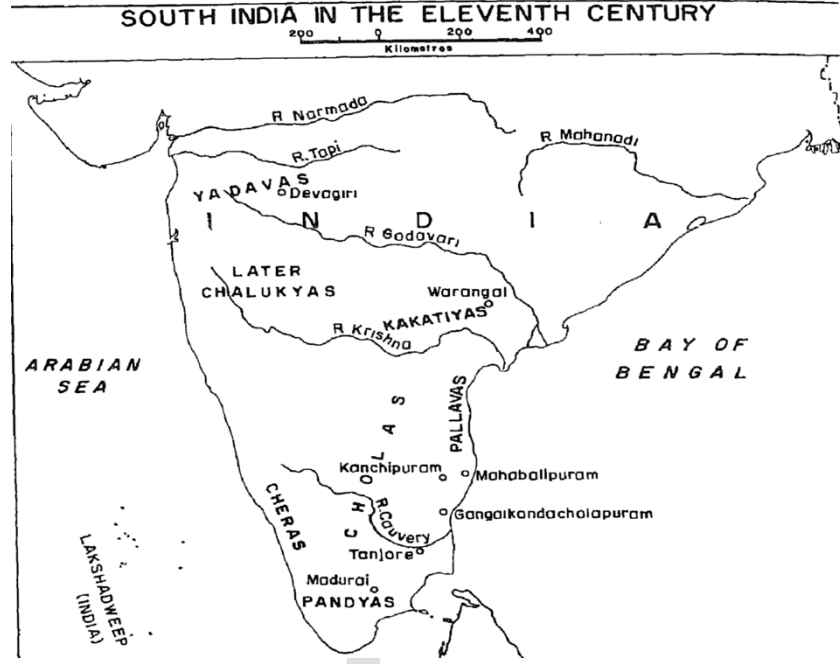 SOUTH INDIA IN THE ELEVENTH CENTURY
200 0 200 400
Kilometres
R Narmada
R Mahanadi
R. Tapi
YADAVAS
Devagiri
I N D I A
R Godavari
LATER
CHALUKYAS
Warangal
KAKATIYAS
R Krishna
ARABIAN
SEA
BAY OF
BENGAL
PALLAVAS
CHOLAS
Kanchipuram
Mahabalipuram
CHERAS
R.Cauvery
Gangaikondacholapuram
Tanjore
LAKSHADWEEP
(INDIA)
Madurai
PANDYAS